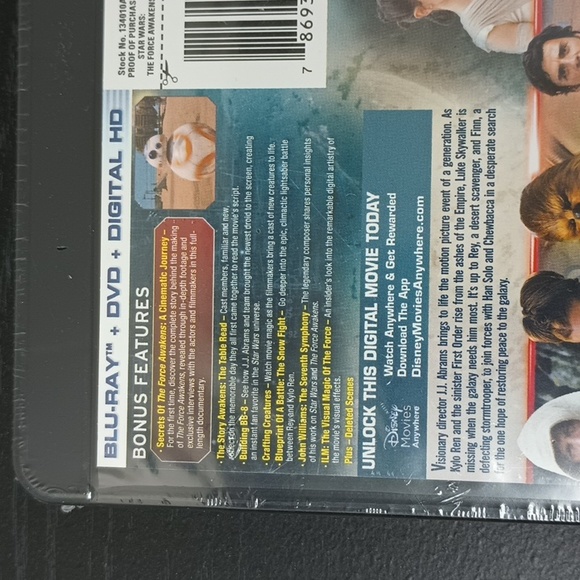 Stock No. 134010A
PROOF OF PURCHAS
STAR WARS:
THE FORCE AWAKENS
7 8693
BLU-RAY™ + DVD + DIGITAL HD
BONUS FEATURES
• Secrets Of The Force Awakens: A Cinematic Journey –
For the first time, discover the complete story behind the making
of The Force Awakens, revealed through in-depth footage and
exclusive interviews with the actors and filmmakers in this full-
length documentary.
• The Story Awakens: The Table Read – Cast members, familiar and new,
on the memorable day they all first came together to read the movie's script.
• Building BB-8 – See how J.J. Abrams and team brought the newest droid to the screen, creating
an instant fan favorite in the Star Wars universe.
• Crafting Creatures – Watch movie magic as the filmmakers bring a cast of new creatures to life.
• Blueprint Of A Battle: The Snow Fight – Go deeper into the epic, climactic lightsaber battle
between Rey and Kylo Ren.
• John Williams: The Seventh Symphony – The legendary composer shares personal insights
of his work on Star Wars and The Force Awakens.
• ILM: The Visual Magic Of The Force – An insider's look into the remarkable digital artistry of
the movie's visual effects.
Plus – Deleted Scenes
UNLOCK THIS DIGITAL MOVIE TODAY
Disney
Movies
Anywhere
Watch Anywhere & Get Rewarded
Download The App
DisneyMoviesAnywhere.com
Visionary director J.J. Abrams brings to life the motion picture event of a generation. As
Kylo Ren and the sinister First Order rise from the ashes of the Empire, Luke Skywalker is
missing when the galaxy needs him most. It's up to Rey, a desert scavenger, and Finn, a
defecting stormtrooper, to join forces with Han Solo and Chewbacca in a desperate search
for the one hope of restoring peace to the galaxy.